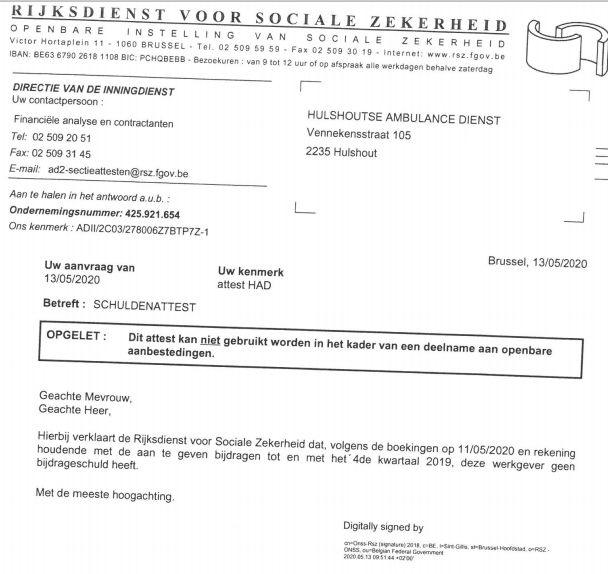 RIJKSDIENST VOOR SOCIALE ZEKERHEID
OPENBARE INSTELLING VAN SOCIALE ZEKERHEID
Victor Hortaplein 11 - 1060 BRUSSEL - Tel. 02 509 59 59 - Fax 02 509 30 19 - Internet: www.rsz.fgov.be
IBAN: BE63 6790 2618 1108 BIC: PCHQBEBB - Bezoekuren : van 9 tot 12 uur of op afspraak alle werkdagen behalve zaterdag
DIRECTIE VAN DE INNINGDIENST
Uw contactpersoon :
Financiële analyse en contractanten
Tel: 02 509 20 51
Fax: 02 509 31 45
E-mail: ad2-sectieattesten@rsz.fgov.be
HULSHOUTSE AMBULANCE DIENST
Vennekensstraat 105
2235 Hulshout
Aan te halen in het antwoord a.u.b. :
Ondernemingsnummer: 425.921.654
Ons kenmerk : ADII/2C03/278006Z7BTP7Z-1
Brussel, 13/05/2020
Uw aanvraag van
13/05/2020
Uw kenmerk
attest HAD
Betreft : SCHULDENATTEST
OPGELET : Dit attest kan niet gebruikt worden in het kader van een deelname aan openbare
aanbestedingen.
Geachte Mevrouw,
Geachte Heer,
Hierbij verklaart de Rijksdienst voor Sociale Zekerheid dat, volgens de boekingen op 11/05/2020 en rekening
houdende met de aan te geven bijdragen tot en met het 4de kwartaal 2019, deze werkgever geen
bijdrageschuld heeft.
Met de meeste hoogachting.
Digitally signed by
cn=Onss-Rsz (signature) 2018, c=BE, l=Sint-Gillis, st=Brussel-Hoofdstad, o=RSZ -
ONSS, ou=Belgian Federal Government
2020.05.13 09:51:44 +02'00'